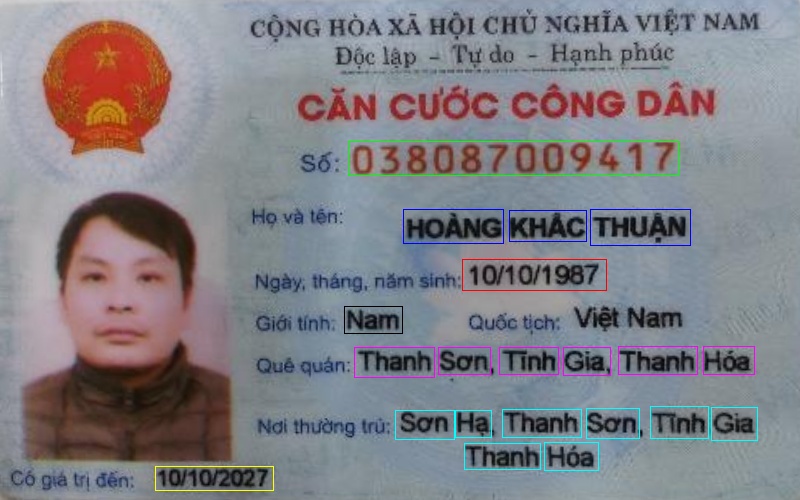 CỘNG HÒA XÃ HỘI CHỦ NGHĨA VIỆT NAM
Độc lập - Tự do - Hạnh phúc
CĂN CƯỚC CÔNG DÂN
Số: 038087009417
Họ và tên: HOÀNG KHẮC THUẬN
Ngày, tháng, năm sinh: 10/10/1987
Giới tính: Nam Quốc tịch: Việt Nam
Quê quán: Thanh Sơn, Tĩnh Gia, Thanh Hóa
Nơi thường trú: Sơn Hạ, Thanh Sơn, Tĩnh Gia
Thanh Hóa
Có giá trị đến: 10/10/2027